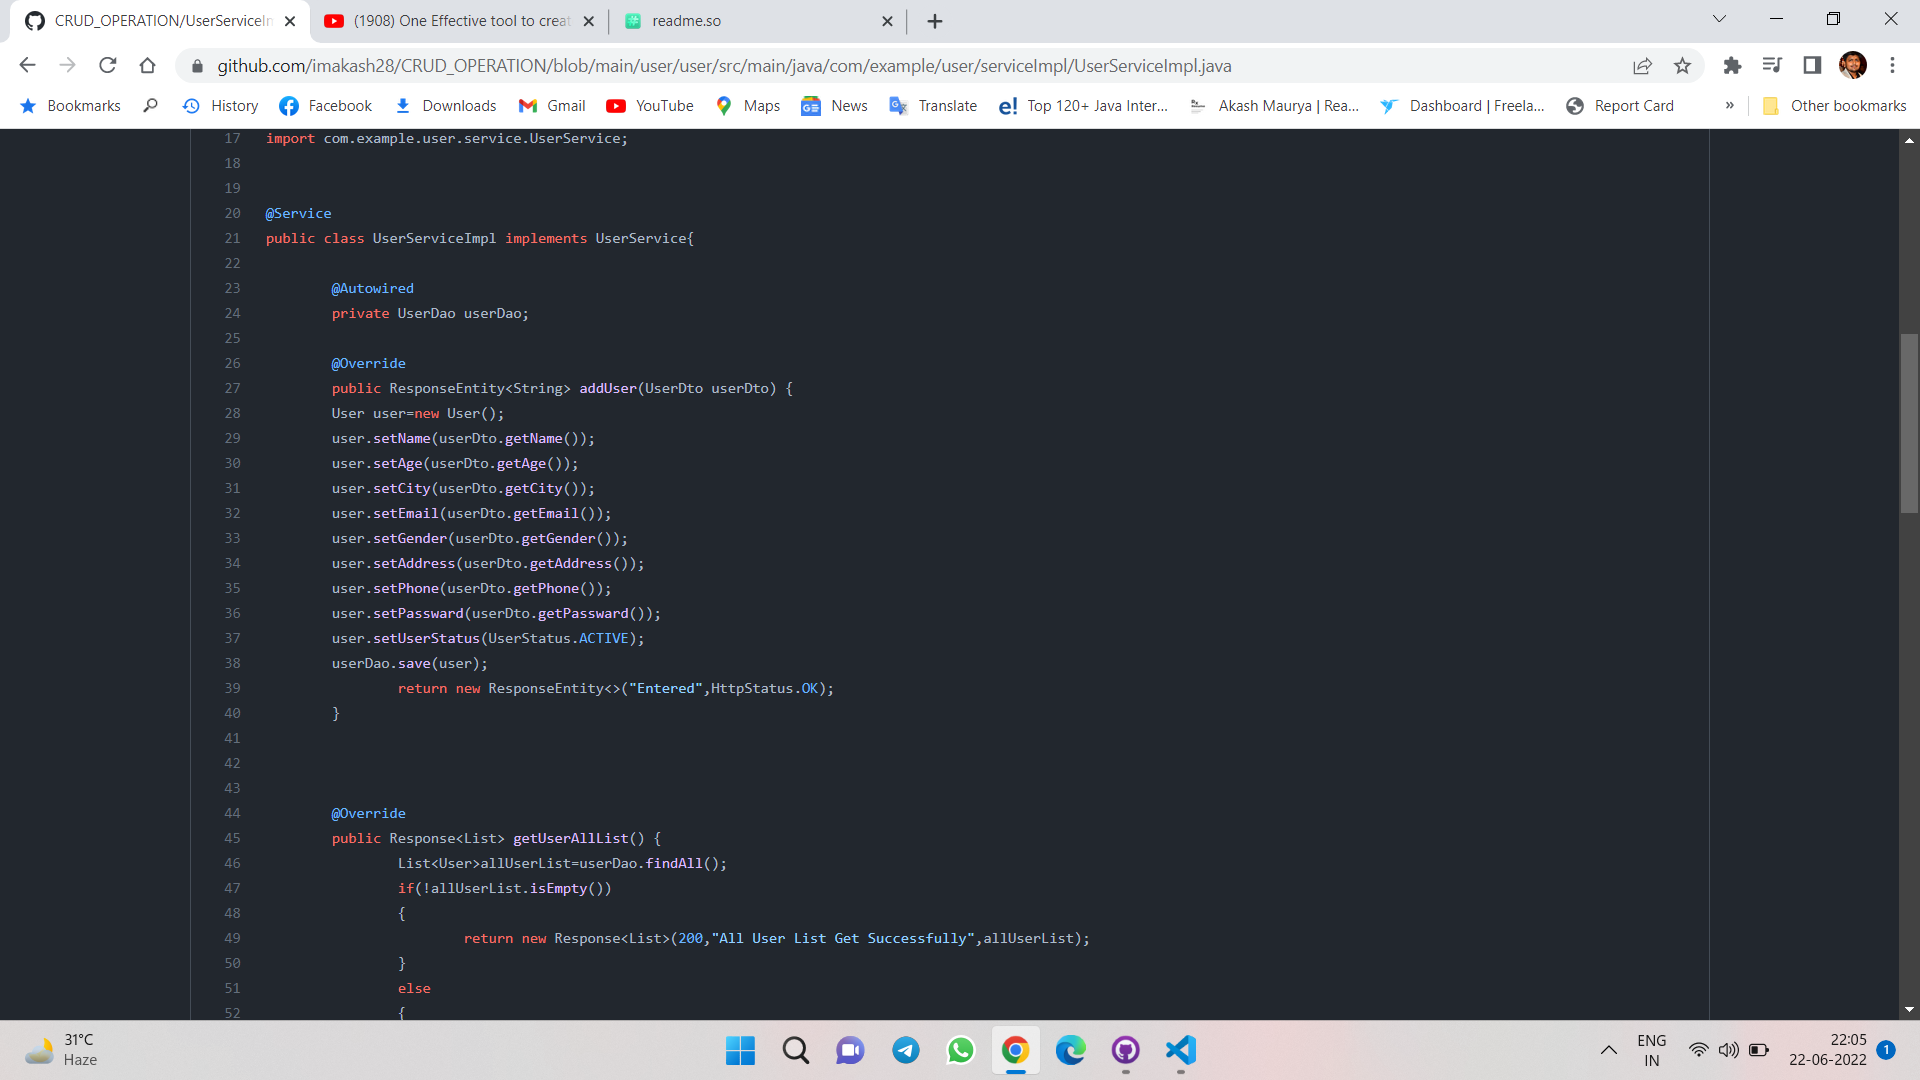 CRUD_OPERATION/UserServiceIn
(1908) One Effective tool to creat
readme.so
github.com/imakash28/CRUD_OPERATION/blob/main/user/user/src/main/java/com/example/user/serviceImpl/UserServiceImpl.java
Bookmarks History Facebook Downloads Gmail YouTube Maps News Translate e! Top 120+ Java Inter... Akash Maurya | Rea... Dashboard | Freela... Report Card » Other bookmarks
17 import com.example.user.service.UserService;
18
19
20 @Service
21 public class UserServiceImpl implements UserService{
22
23 @Autowired
24 private UserDao userDao;
25
26 @Override
27 public ResponseEntity<String> addUser(UserDto userDto) {
28 User user=new User();
29 user.setName(userDto.getName());
30 user.setAge(userDto.getAge());
31 user.setCity(userDto.getCity());
32 user.setEmail(userDto.getEmail());
33 user.setGender(userDto.getGender());
34 user.setAddress(userDto.getAddress());
35 user.setPhone(userDto.getPhone());
36 user.setPassward(userDto.getPassward());
37 user.setUserStatus(UserStatus.ACTIVE);
38 userDao.save(user);
39 return new ResponseEntity<>("Entered",HttpStatus.OK);
40 }
41
42
43
44 @Override
45 public Response<List> getUserAllList() {
46 List<User>allUserList=userDao.findAll();
47 if(!allUserList.isEmpty())
48 {
49 return new Response<List>(200,"All User List Get Successfully",allUserList);
50 }
51 else
52 {
31°C
Haze
ENG
IN
22:05
22-06-2022
1